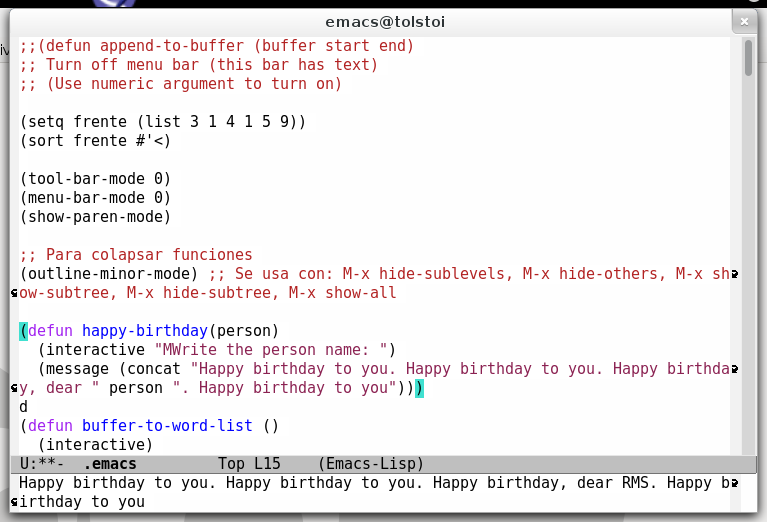 emacs@tolstoi
;;(defun append-to-buffer (buffer start end)
;; Turn off menu bar (this bar has text)
;; (Use numeric argument to turn on)
(setq frente (list 3 1 4 1 5 9))
(sort frente #'<)
(tool-bar-mode 0)
(menu-bar-mode 0)
(show-paren-mode)
;; Para colapsar funciones
(outline-minor-mode) ;; Se usa con: M-x hide-sublevels, M-x hide-others, M-x sh
ow-subtree, M-x hide-subtree, M-x show-all
(defun happy-birthday(person)
(interactive "MWrite the person name: ")
(message (concat "Happy birthday to you. Happy birthday to you. Happy birthda
y, dear " person ". Happy birthday to you")))
d
(defun buffer-to-word-list ()
(interactive)
U:**- .emacs Top L15 (Emacs-Lisp)
Happy birthday to you. Happy birthday to you. Happy birthday, dear RMS. Happy b
irthday to you